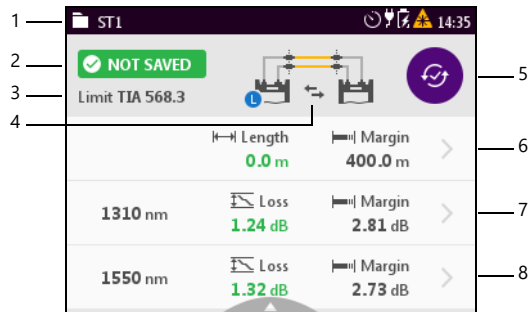 1 ST1 14:35
2 NOT SAVED
3 Limit TIA 568.3
L
4
5
Length Margin
0.0 m 400.0 m
6
1310 nm
Loss Margin
1.24 dB 2.81 dB
7
1550 nm
Loss Margin
1.32 dB 2.73 dB
8